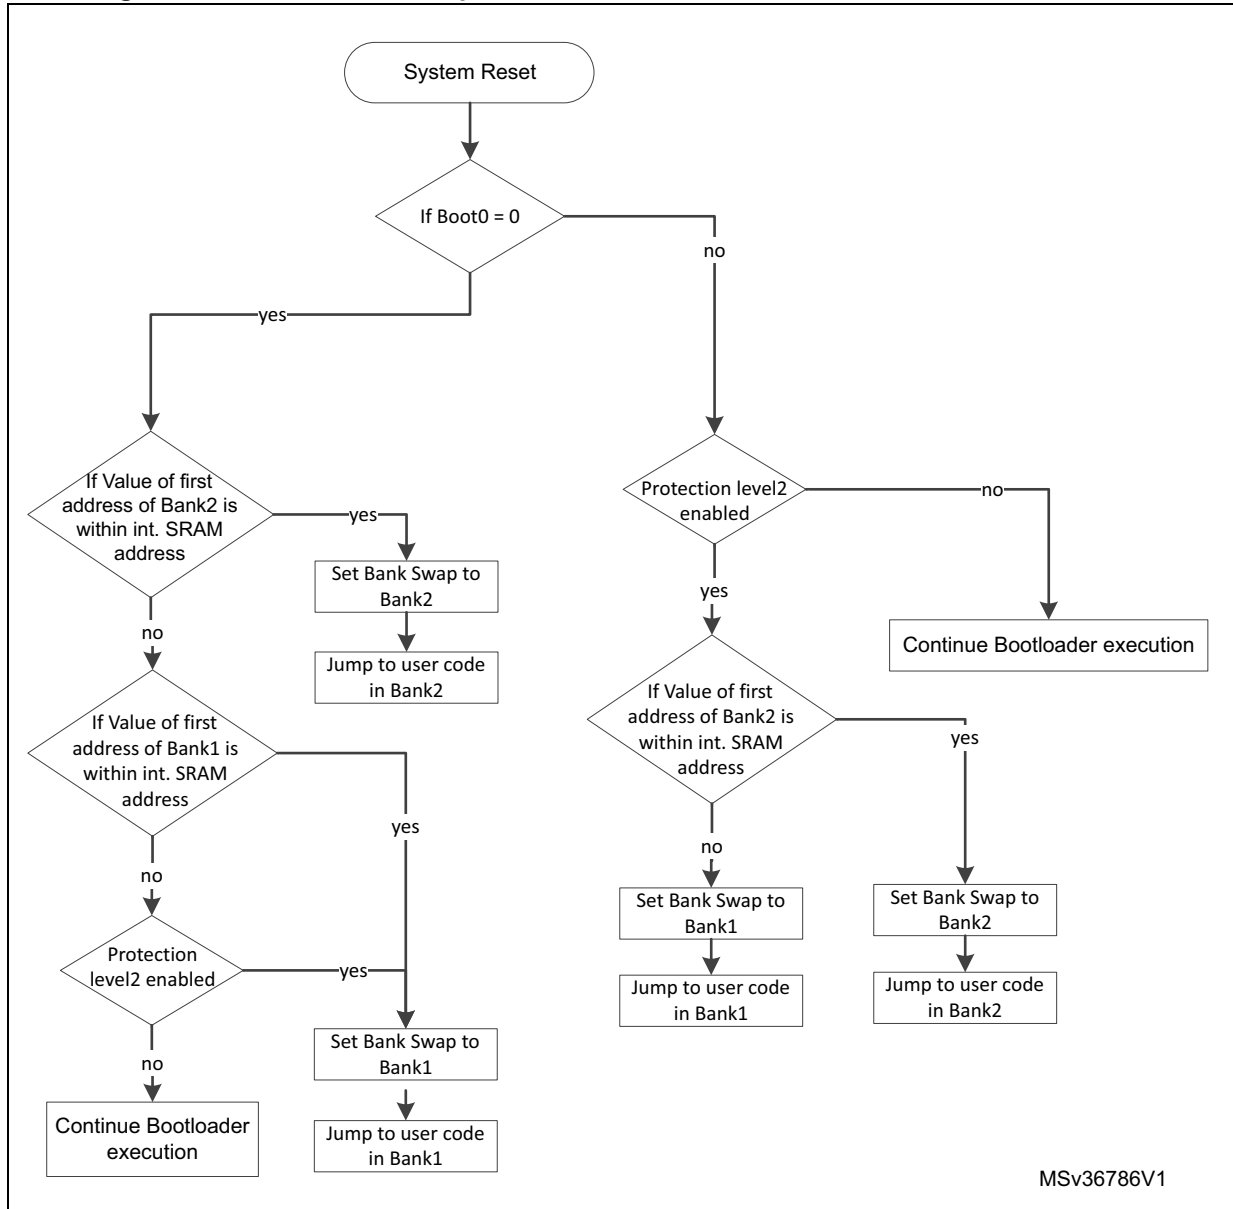 System Reset
If Boot0 = 0
no
yes
If Value of first
address of Bank2 is
within int. SRAM
address
yes
Set Bank Swap to
Bank2
Jump to user code
in Bank2
no
If Value of first
address of Bank1 is
within int. SRAM
address
yes
no
Protection
level2 enabled
yes
Set Bank Swap to
Bank1
Jump to user code
in Bank1
no
Continue Bootloader
execution
Protection level2
enabled
no
Continue Bootloader execution
yes
If Value of first
address of Bank2 is
within int. SRAM
address
yes
no
Set Bank Swap to
Bank1
Jump to user code
in Bank1
Set Bank Swap to
Bank2
Jump to user code
in Bank2
MSv36786V1